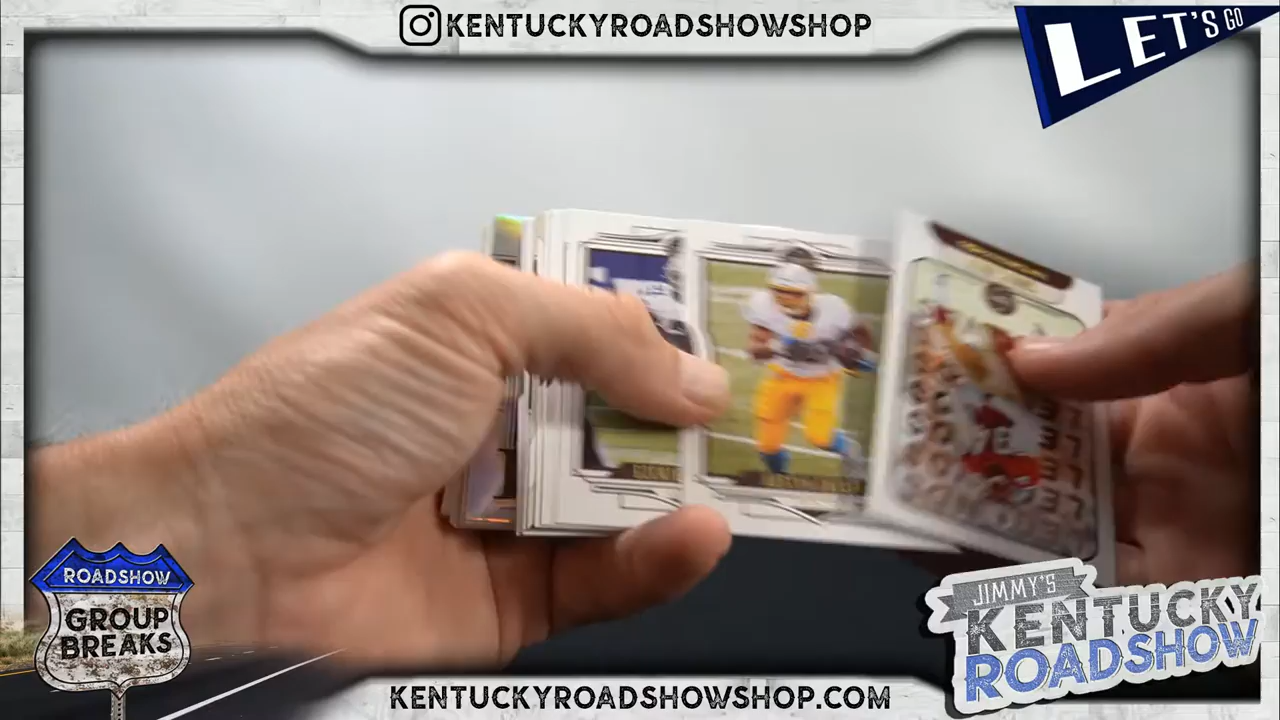 KENTUCKYROADSHOWSHOP
LET'S GO
ROADSHOW
GROUP
BREAKS
JIMMY'S
KENTUCKY
ROADSHOW
KENTUCKYROADSHOWSHOP.COM